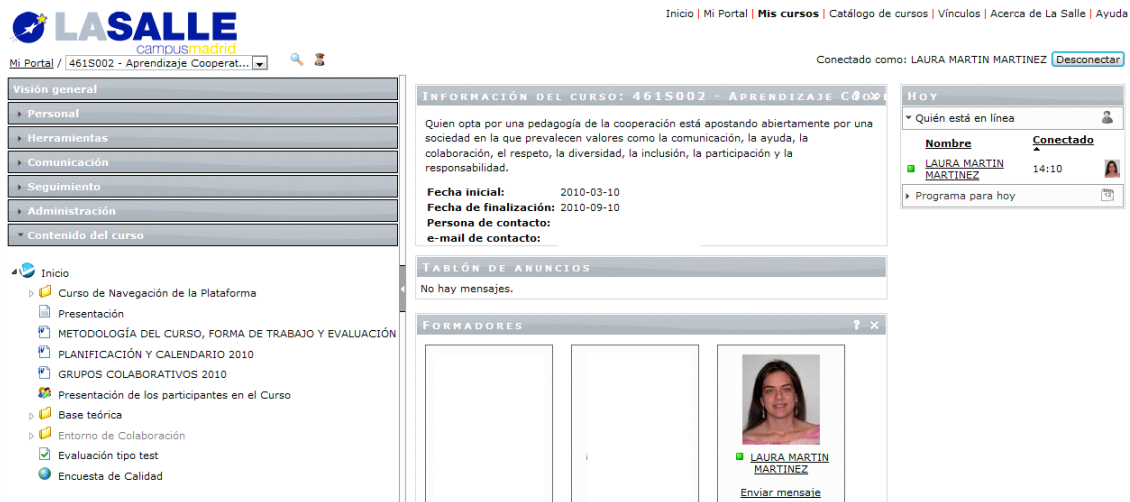 LASALLE
campusmadrid
Inicio | Mi Portal | Mis cursos | Catálogo de cursos | Vínculos | Acerca de La Salle | Ayuda
Mi Portal / 461S002 - Aprendizaje Cooperat...
Conectado como: LAURA MARTIN MARTINEZ Desconectar
Visión general
Personal
Herramientas
Comunicación
Seguimiento
Administración
Contenido del curso
Inicio
Curso de Navegación de la Plataforma
Presentación
METODOLOGÍA DEL CURSO, FORMA DE TRABAJO Y EVALUACIÓN
PLANIFICACIÓN Y CALENDARIO 2010
GRUPOS COLABORATIVOS 2010
Presentación de los participantes en el Curso
Base teórica
Entorno de Colaboración
Evaluación tipo test
Encuesta de Calidad
INFORMACIÓN DEL CURSO: 461S002 - APRENDIZAJE
Quien opta por una pedagogía de la cooperación está apostando abiertamente por una
sociedad en la que prevalecen valores como la comunicación, la ayuda, la
colaboración, el respeto, la diversidad, la inclusión, la participación y la
responsabilidad.
Fecha inicial: 2010-03-10
Fecha de finalización: 2010-09-10
Persona de contacto:
e-mail de contacto:
TABLÓN DE ANUNCIOS
No hay mensajes.
FORMADORES ? X
LAURA MARTIN
MARTINEZ
Enviar mensaje
HOY
Quién está en línea
Nombre Conectado
LAURA MARTIN
MARTINEZ 14:10
Programa para hoy